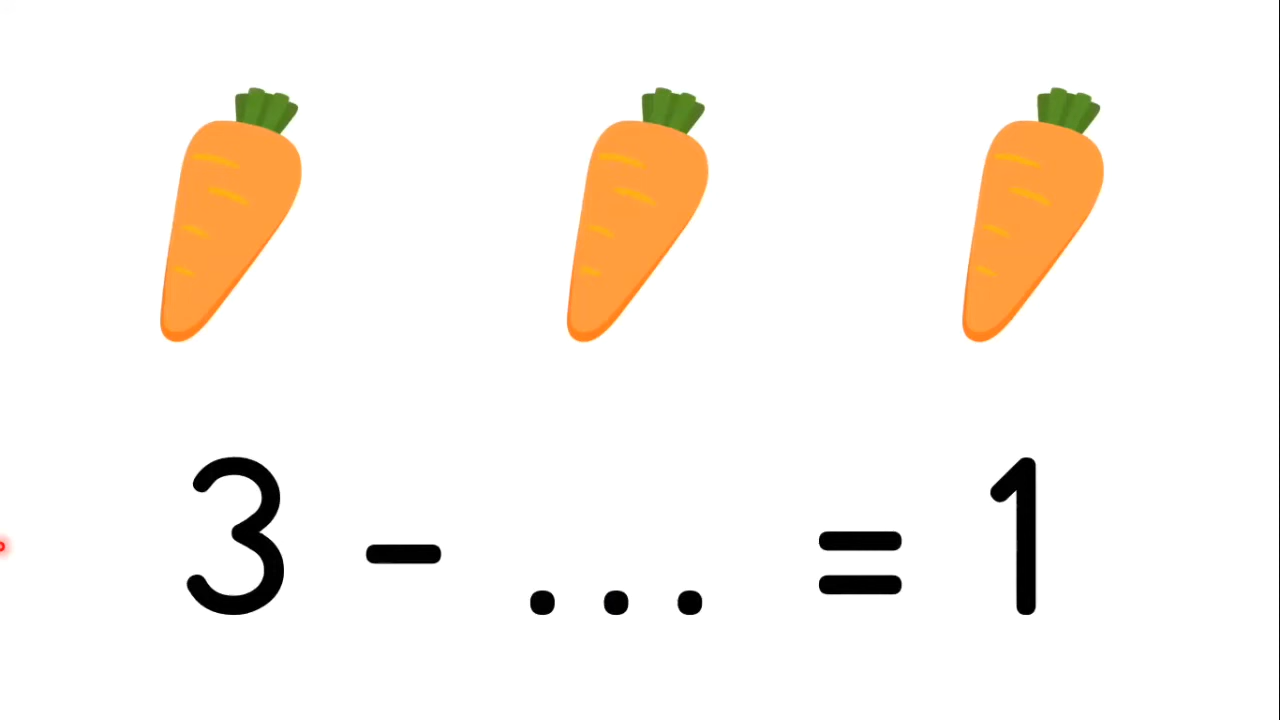 3 - ... = 1